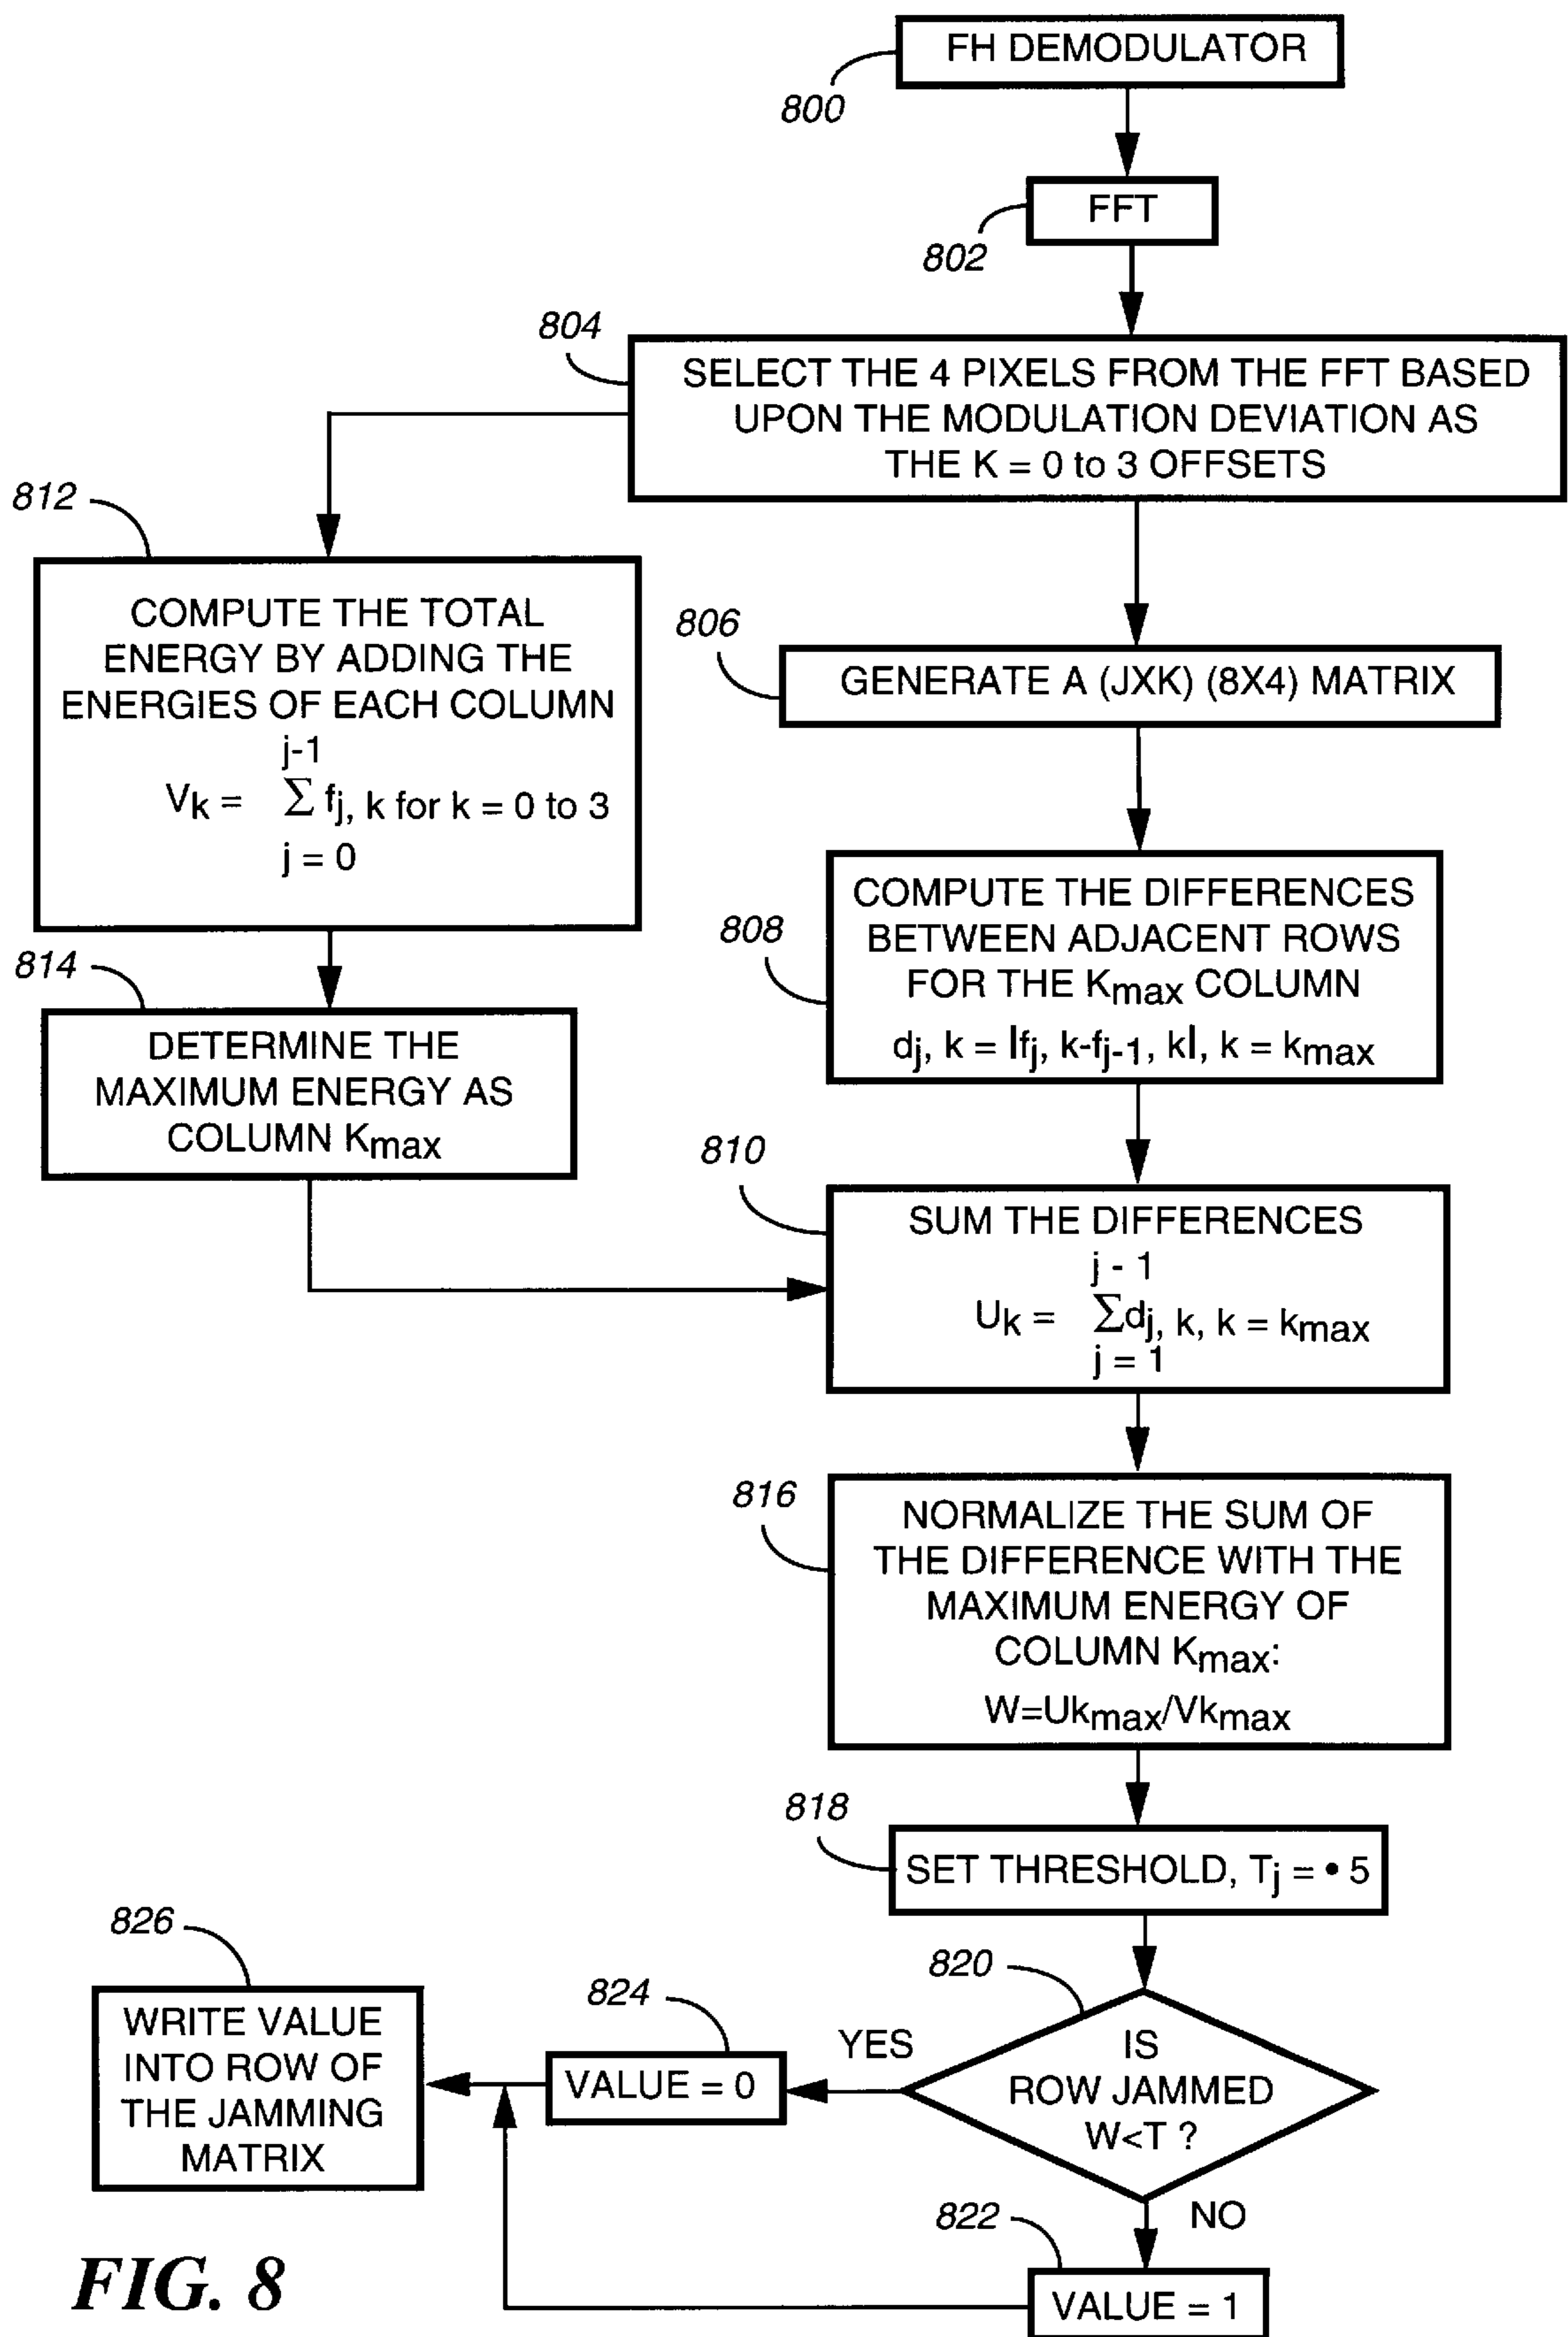 FH DEMODULATOR
800
FFT
802
804
SELECT THE 4 PIXELS FROM THE FFT BASED
UPON THE MODULATION DEVIATION AS
THE K = 0 to 3 OFFSETS
812
COMPUTE THE TOTAL
ENERGY BY ADDING THE
ENERGIES OF EACH COLUMN
j-1
Vk = Σ fj, k for k = 0 to 3
j = 0
806
GENERATE A (JXK) (8X4) MATRIX
808
COMPUTE THE DIFFERENCES
BETWEEN ADJACENT ROWS
FOR THE Kmax COLUMN
dj, k = |fj, k-fj-1, k|, k = kmax
814
DETERMINE THE
MAXIMUM ENERGY AS
COLUMN Kmax
810
SUM THE DIFFERENCES
j - 1
Uk = Σdj, k, k = kmax
j = 1
816
NORMALIZE THE SUM OF
THE DIFFERENCE WITH THE
MAXIMUM ENERGY OF
COLUMN Kmax:
W=Ukmax/Vkmax
818
SET THRESHOLD, Tj = • 5
820
IS
ROW JAMMED
W<T ?
YES
824
VALUE = 0
826
WRITE VALUE
INTO ROW OF
THE JAMMING
MATRIX
NO
822
VALUE = 1
FIG. 8